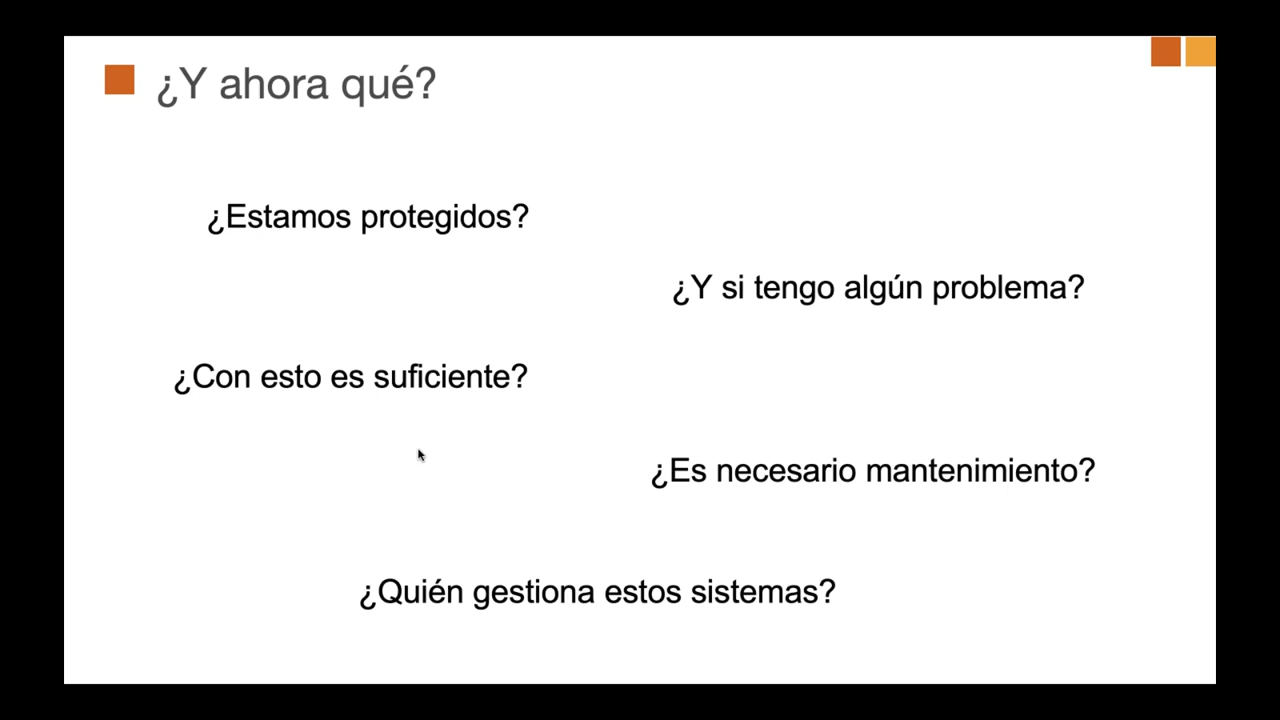 ¿Y ahora qué?
¿Estamos protegidos?
¿Y si tengo algún problema?
¿Con esto es suficiente?
¿Es necesario mantenimiento?
¿Quién gestiona estos sistemas?